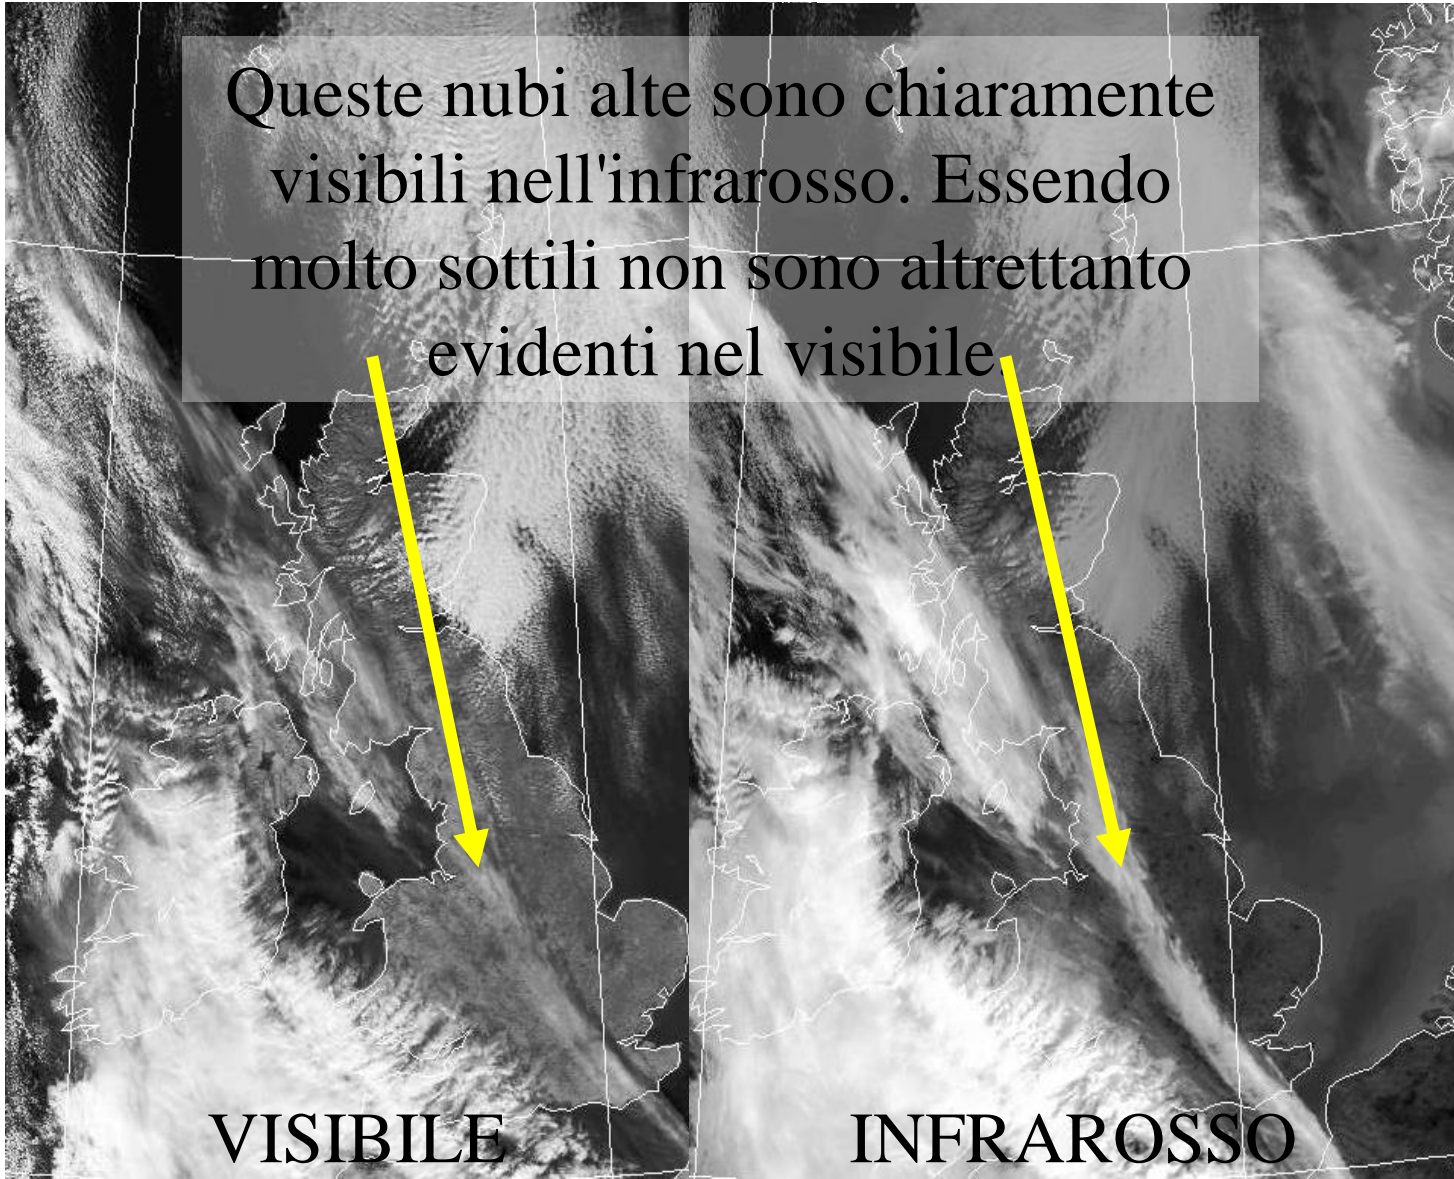 Queste nubi alte sono chiaramente
visibili nell'infrarosso. Essendo
molto sottili non sono altrettanto
evidenti nel visibile.
VISIBILE
INFRAROSSO